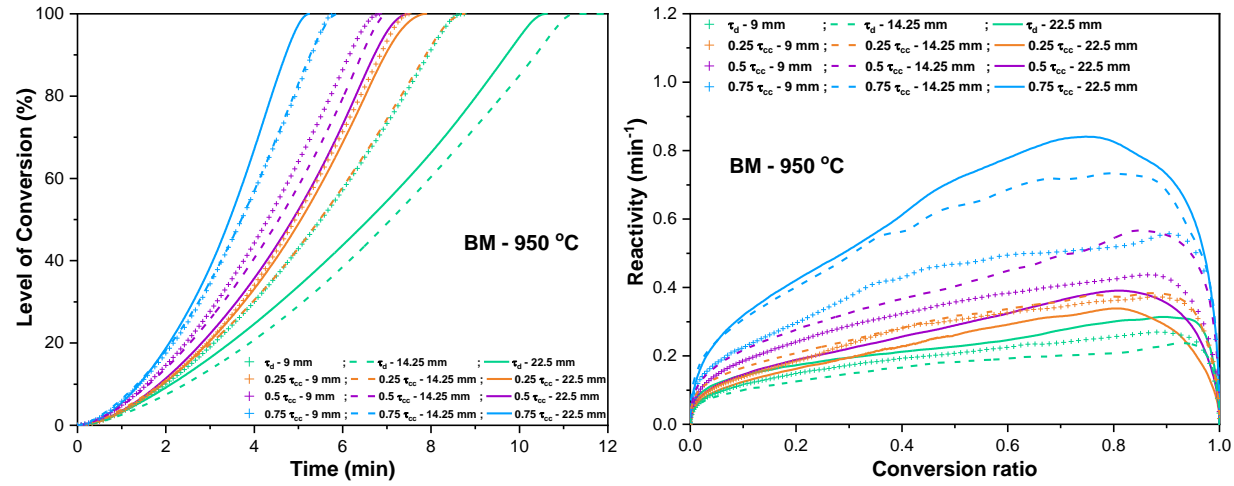 100
80
60
40
20
0
Level of Conversion (%)
BM - 950 °C
τd - 9 mm ; τd - 14.25 mm ; τd - 22.5 mm
0.25 τcc - 9 mm ; 0.25 τcc - 14.25 mm ; 0.25 τcc - 22.5 mm
0.5 τcc - 9 mm ; 0.5 τcc - 14.25 mm ; 0.5 τcc - 22.5 mm
0.75 τcc - 9 mm ; 0.75 τcc - 14.25 mm ; 0.75 τcc - 22.5 mm
2 4 6 8 10 12
Time (min)
1.2
1.0
0.8
0.6
0.4
0.2
0.0
Reactivity (min⁻¹)
τd - 9 mm ; τd - 14.25 mm ; τd - 22.5 mm
0.25 τcc - 9 mm ; 0.25 τcc - 14.25 mm ; 0.25 τcc - 22.5 mm
0.5 τcc - 9 mm ; 0.5 τcc - 14.25 mm ; 0.5 τcc - 22.5 mm
0.75 τcc - 9 mm ; 0.75 τcc - 14.25 mm ; 0.75 τcc - 22.5 mm
BM - 950 °C
0.0 0.2 0.4 0.6 0.8 1.0
Conversion ratio